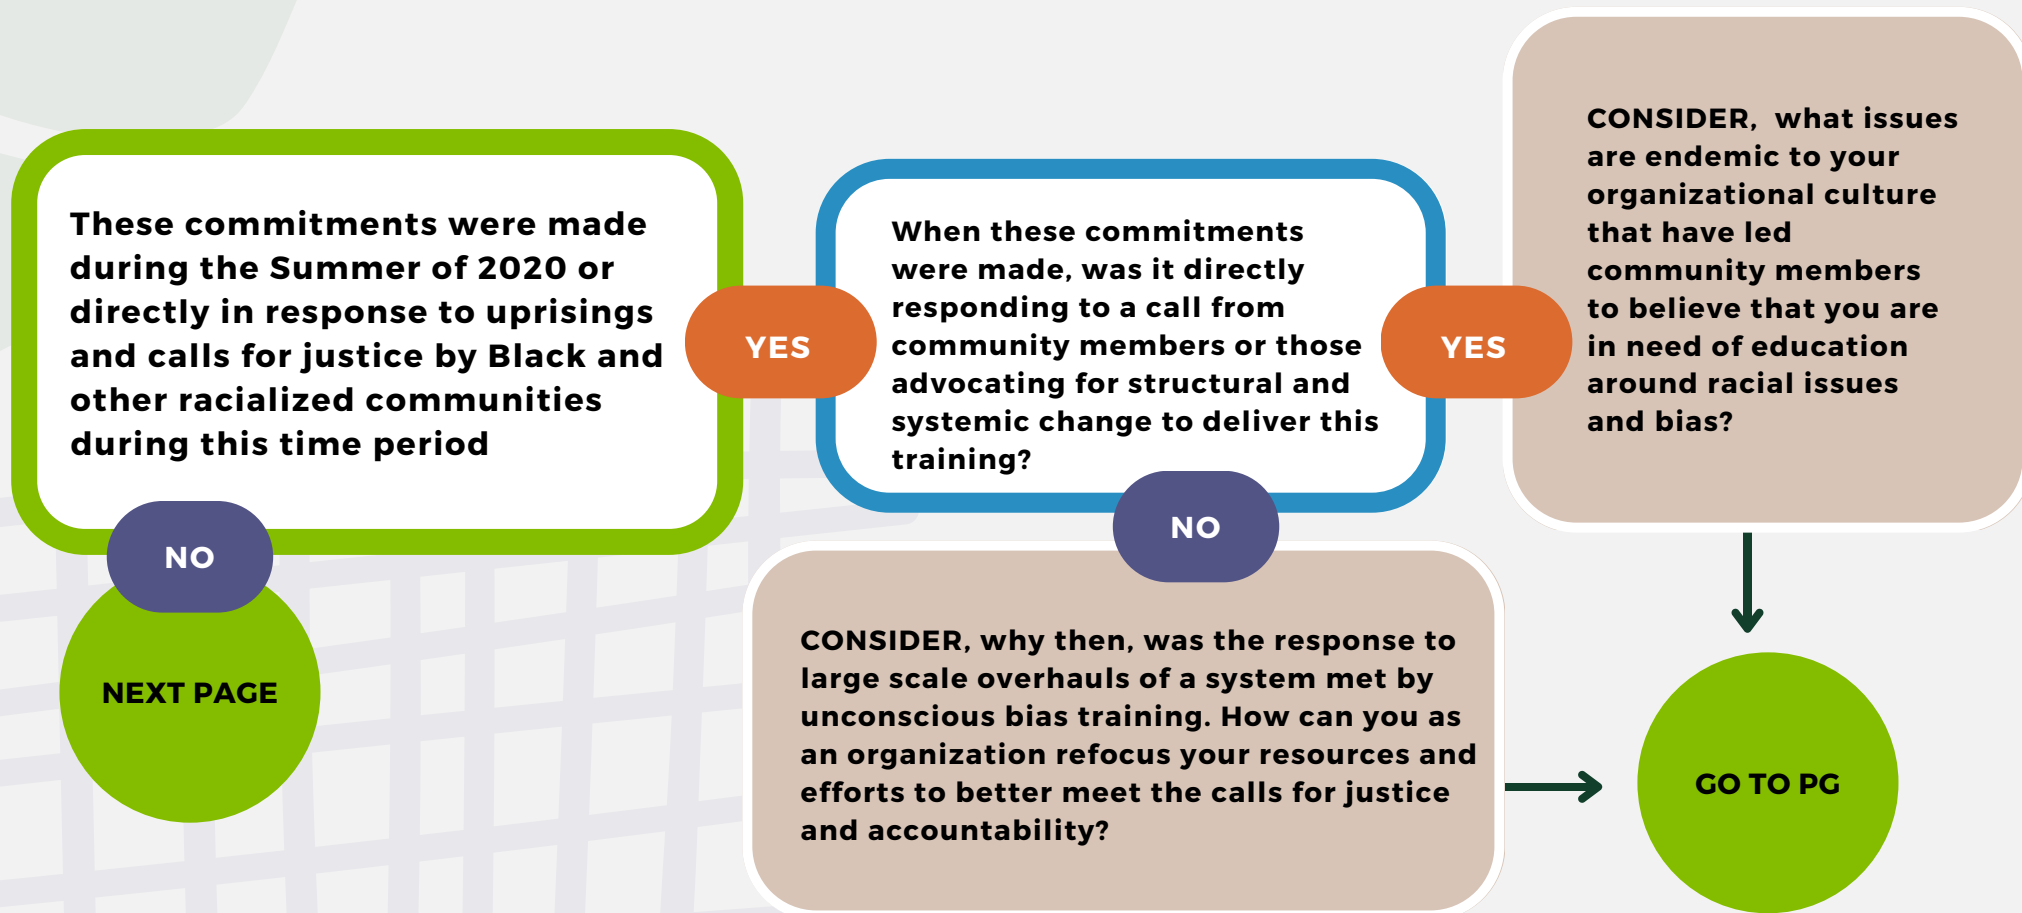 These commitments were made
during the Summer of 2020 or
directly in response to uprisings
and calls for justice by Black and
other racialized communities
during this time period
YES
When these commitments
were made, was it directly
responding to a call from
community members or those
advocating for structural and
systemic change to deliver this
training?
YES
CONSIDER, what issues
are endemic to your
organizational culture
that have led
community members
to believe that you are
in need of education
around racial issues
and bias?
NO
NEXT PAGE
NO
CONSIDER, why then, was the response to
large scale overhauls of a system met by
unconscious bias training. How can you as
an organization refocus your resources and
efforts to better meet the calls for justice
and accountability?
GO TO PG